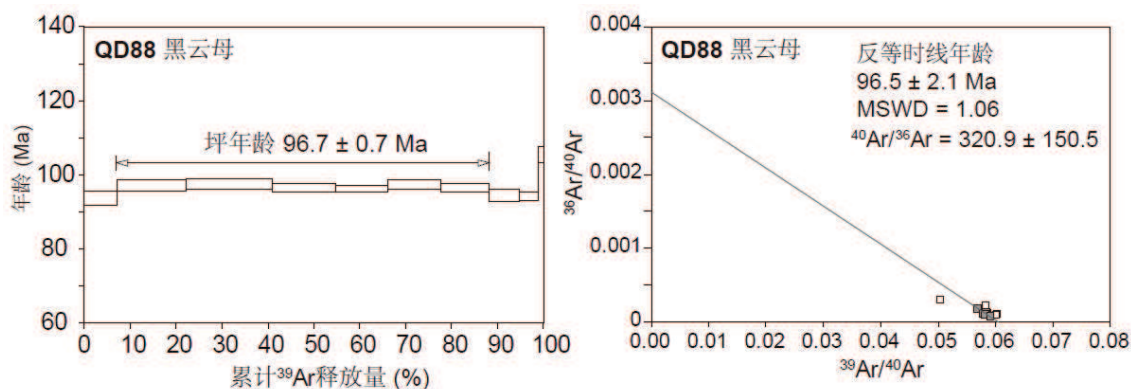 QD88 黑云母
坪年龄 96.7 ± 0.7 Ma
年龄 (Ma)
140
120
100
80
60
0 10 20 30 40 50 60 70 80 90 100
累计³⁹Ar释放量 (%)
QD88 黑云母
反等时线年龄
96.5 ± 2.1 Ma
MSWD = 1.06
⁴⁰Ar/³⁶Ar = 320.9 ± 150.5
³⁶Ar/⁴⁰Ar
0.004
0.003
0.002
0.001
0
0.00 0.01 0.02 0.03 0.04 0.05 0.06 0.07 0.08
³⁹Ar/⁴⁰Ar